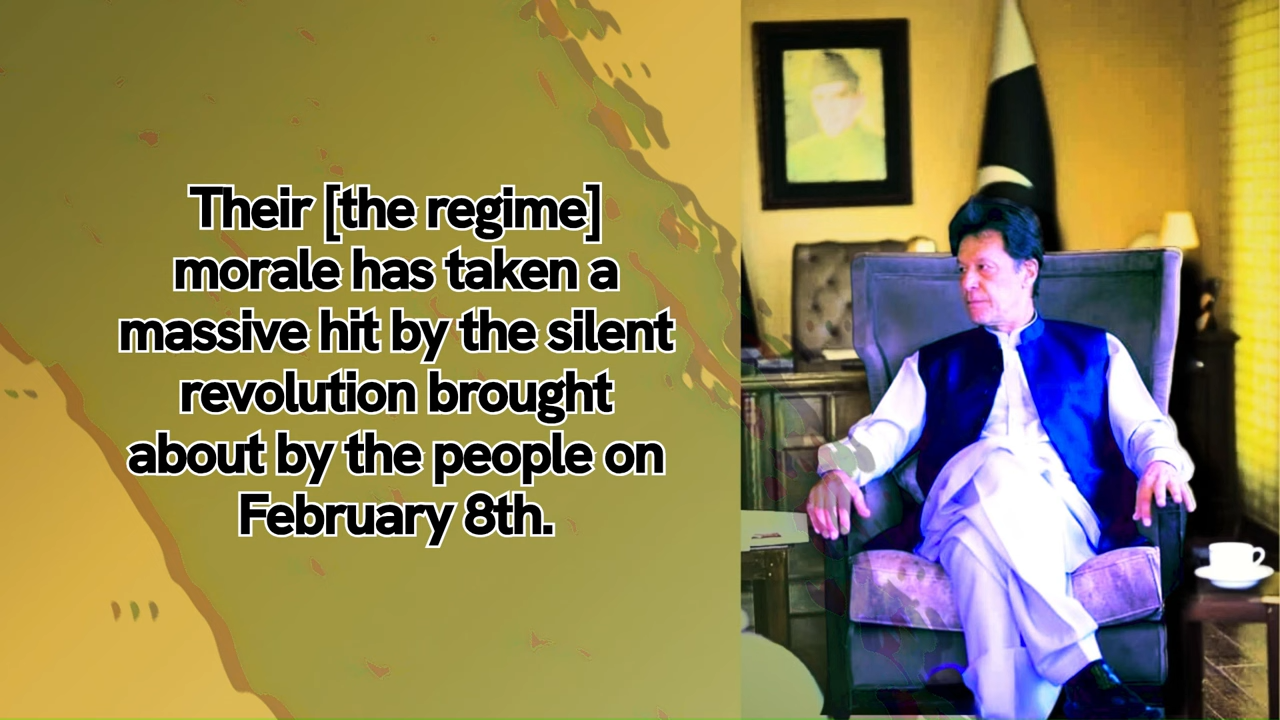 Their [the regime]
morale has taken a
massive hit by the silent
revolution brought
about by the people on
February 8th.